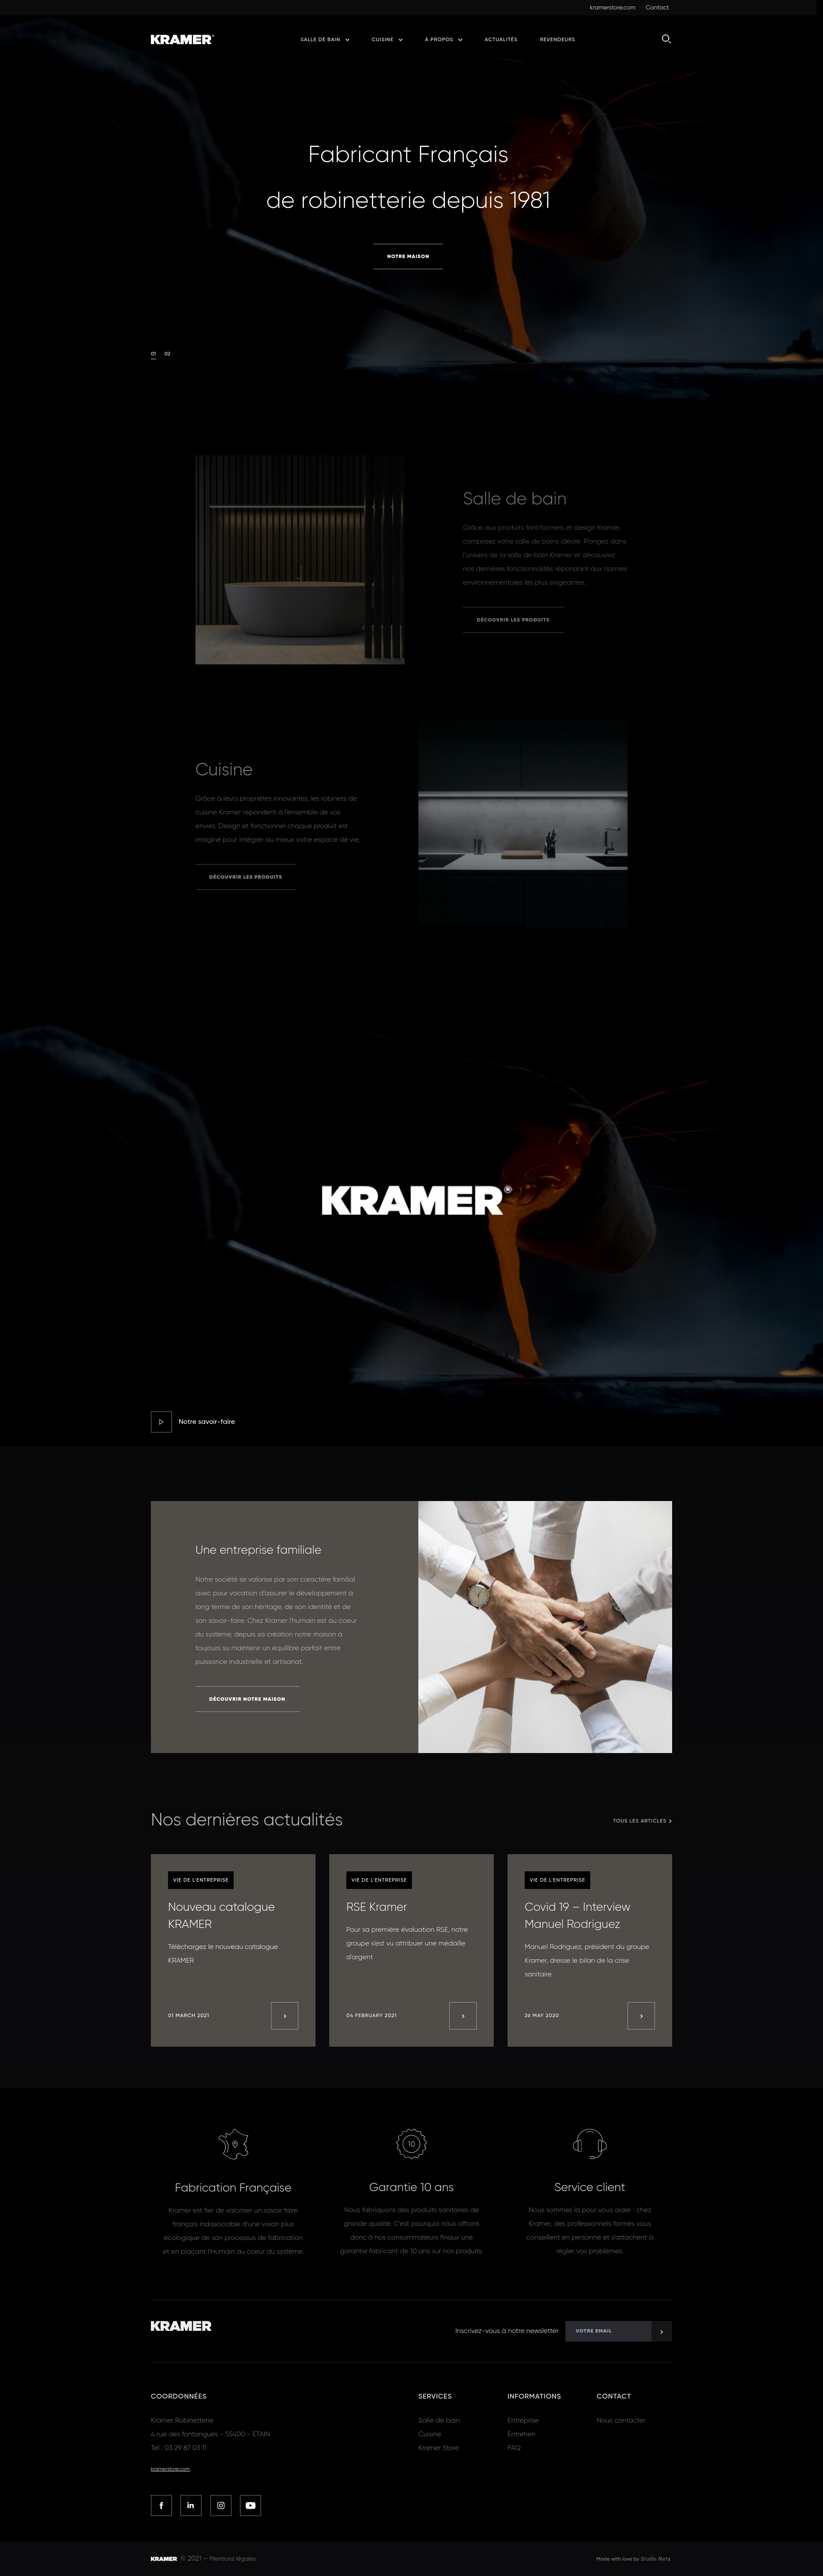 kramerstore.com Contact
KRAMER
SALLE DE BAIN CUISINE À PROPOS ACTUALITÉS REVENDEURS
Fabricant Français
de robinetterie depuis 1981
NOTRE MAISON
01 02
Salle de bain
Grâce aux produits fonctionnels et design Kramer,
composez votre salle de bains idéale. Plongez dans
l'univers de la salle de bain Kramer et découvrez
nos dernières fonctionnalités répondant aux normes
environnementales les plus exigeantes.
DÉCOUVRIR LES PRODUITS
Cuisine
Grâce à leurs propriétés innovantes, les robinets de
cuisine Kramer répondent à l'ensemble de vos
envies. Design et fonctionnel chaque produit est
imaginé pour intégrer au mieux votre espace de vie.
DÉCOUVRIR LES PRODUITS
KRAMER®
Notre savoir-faire
Une entreprise familiale
Notre société se valorise par son caractère familial
avec pour vocation d'assurer le développement à
long terme de son héritage, de son identité et de
son savoir-faire. Chez Kramer l'humain est au coeur
du système, depuis sa création notre maison a
toujours su maintenir un équilibre parfait entre
puissance industrielle et artisanat.
DÉCOUVRIR NOTRE MAISON
Nos dernières actualités
TOUS LES ARTICLES
VIE DE L'ENTREPRISE
Nouveau catalogue
KRAMER
Téléchargez le nouveau catalogue
KRAMER
01 MARCH 2021
VIE DE L'ENTREPRISE
RSE Kramer
Pour sa première évaluation RSE, notre
groupe s'est vu attribuer une médaille
d'argent
04 FEBRUARY 2021
VIE DE L'ENTREPRISE
Covid 19 – Interview
Manuel Rodriguez
Manuel Rodriguez, président du groupe
Kramer, dresse le bilan de la crise
sanitaire.
26 MAY 2020
Fabrication Française
Kramer est fier de valoriser un savoir faire
français indissociable d'une vision plus
écologique de son processus de fabrication
et en plaçant l'Humain au coeur du système.
10
Garantie 10 ans
Nous fabriquons des produits sanitaires de
grande qualité. C'est pourquoi nous offrons
donc à nos consommateurs finaux une
garantie fabricant de 10 ans sur nos produits.
Service client
Nous sommes là pour vous aider : chez
Kramer, des professionnels formés vous
conseillent en personne et s'attachent à
régler vos problèmes.
KRAMER
Inscrivez-vous à notre newsletter VOTRE EMAIL
COORDONNÉES
Kramer Robinetterie
4 rue des fontangues - 55400 - ETAIN
Tel : 03 29 87 03 11
kramerstore.com
SERVICES
Salle de bain
Cuisine
Kramer Store
INFORMATIONS
Entreprise
Entretien
FAQ
CONTACT
Nous contacter
KRAMER © 2021 – Mentions légales
Made with love by Studio Meta